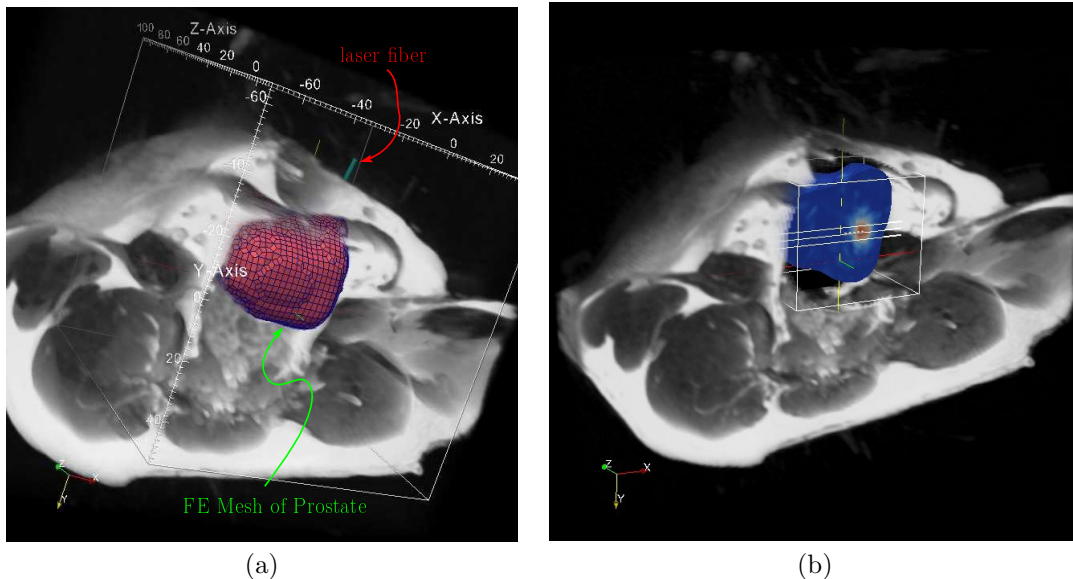 Z-Axis
100 80 60 40 20 0
laser fiber
-60 -40 -20 0 20
X-Axis
-60
-40
-20
Y-Axis
0
20
40
FE Mesh of Prostate
Z X
Y
Z X
Y
(a) (b)